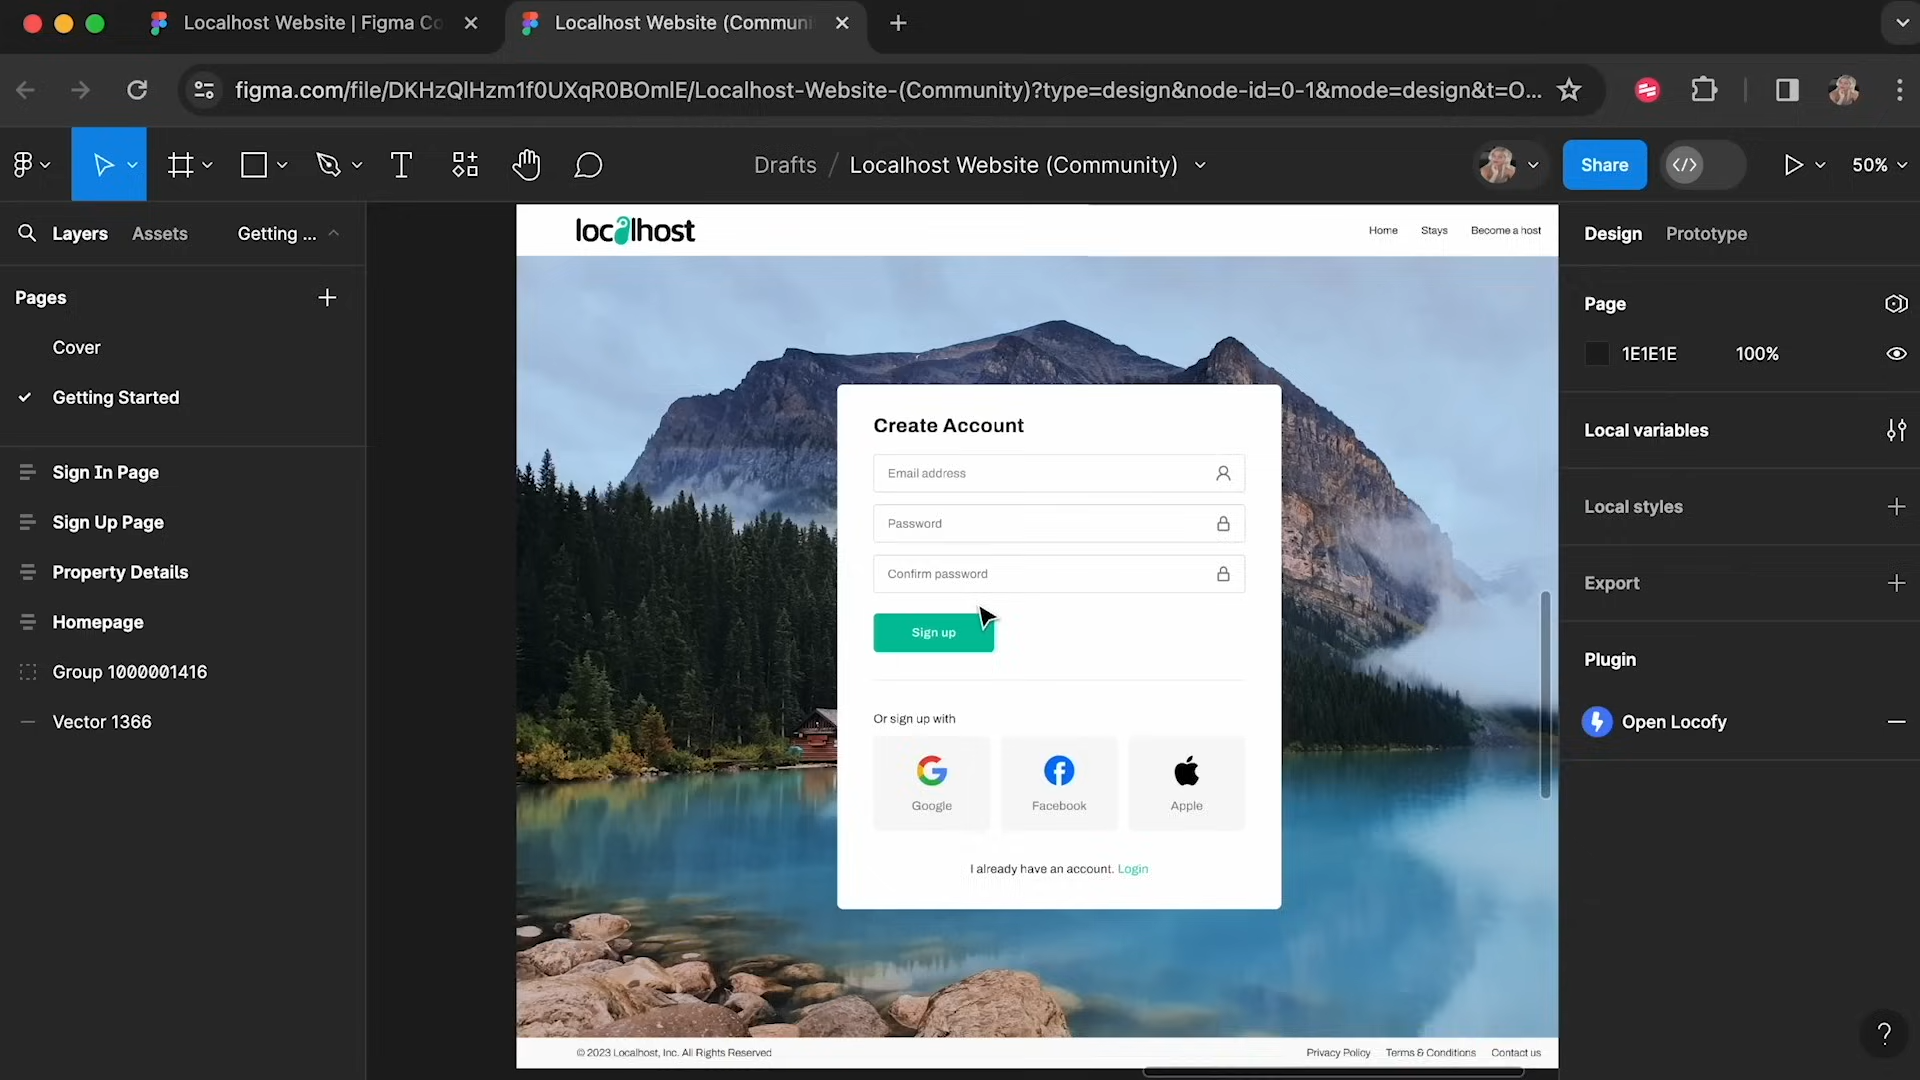 Localhost Website | Figma Co
Localhost Website (Communi
figma.com/file/DKHzQlHzm1f0UXqR0BOmlE/Localhost-Website-(Community)?type=design&node-id=0-1&mode=design&t=O...
Drafts / Localhost Website (Community)
Share
50%
Layers Assets Getting ...
Pages
Cover
Getting Started
Sign In Page
Sign Up Page
Property Details
Homepage
Group 1000001416
Vector 1366
localhost
Home Stays Become a host
Create Account
Email address
Password
Confirm password
Sign up
Or sign up with
Google Facebook Apple
I already have an account. Login
© 2023 Localhost, Inc. All Rights Reserved
Privacy Policy Terms & Conditions Contact us
Design Prototype
Page
1E1E1E 100%
Local variables
Local styles
Export
Plugin
Open Locofy
?